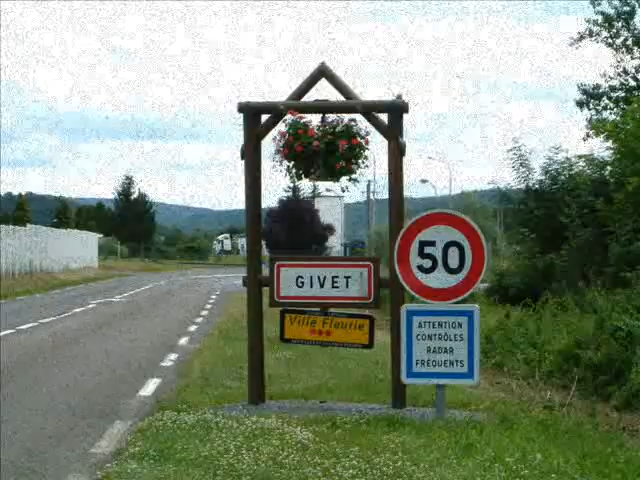 GIVET
Ville Fleurie
50
ATTENTION
CONTRÔLES
RADAR
FRÉQUENTS